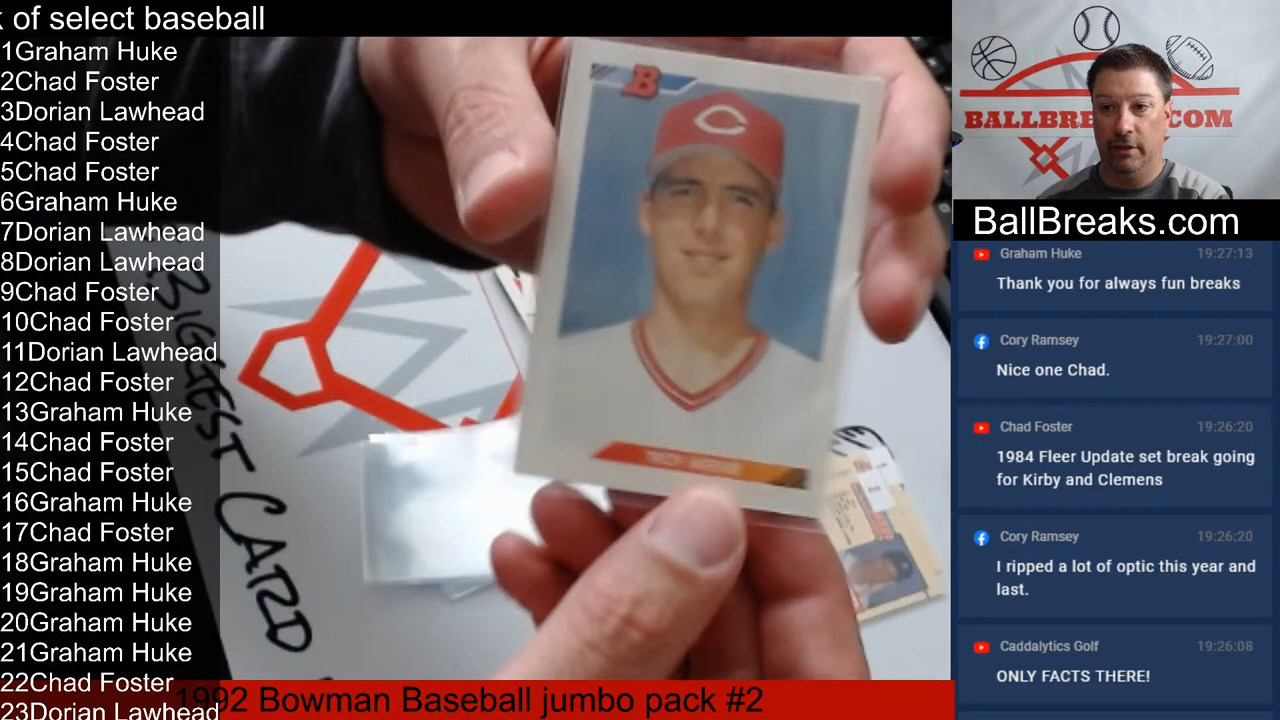 k of select baseball
1Graham Huke
2Chad Foster
3Dorian Lawhead
4Chad Foster
5Chad Foster
6Graham Huke
7Dorian Lawhead
8Dorian Lawhead
9Chad Foster
10Chad Foster
11Dorian Lawhead
12Chad Foster
13Graham Huke
14Chad Foster
15Chad Foster
16Graham Huke
17Chad Foster
18Graham Huke
19Graham Huke
20Graham Huke
21Graham Huke
22Chad Foster
23Dorian Lawhead
BIGGEST CARD
B
C
1992 Bowman Baseball jumbo pack #2
BallBreaks.com
Graham Huke 19:27:13
Thank you for always fun breaks
Cory Ramsey 19:27:00
Nice one Chad.
Chad Foster 19:26:20
1984 Fleer Update set break going
for Kirby and Clemens
Cory Ramsey 19:26:20
I ripped a lot of optic this year and
last.
Caddalytics Golf 19:26:08
ONLY FACTS THERE!